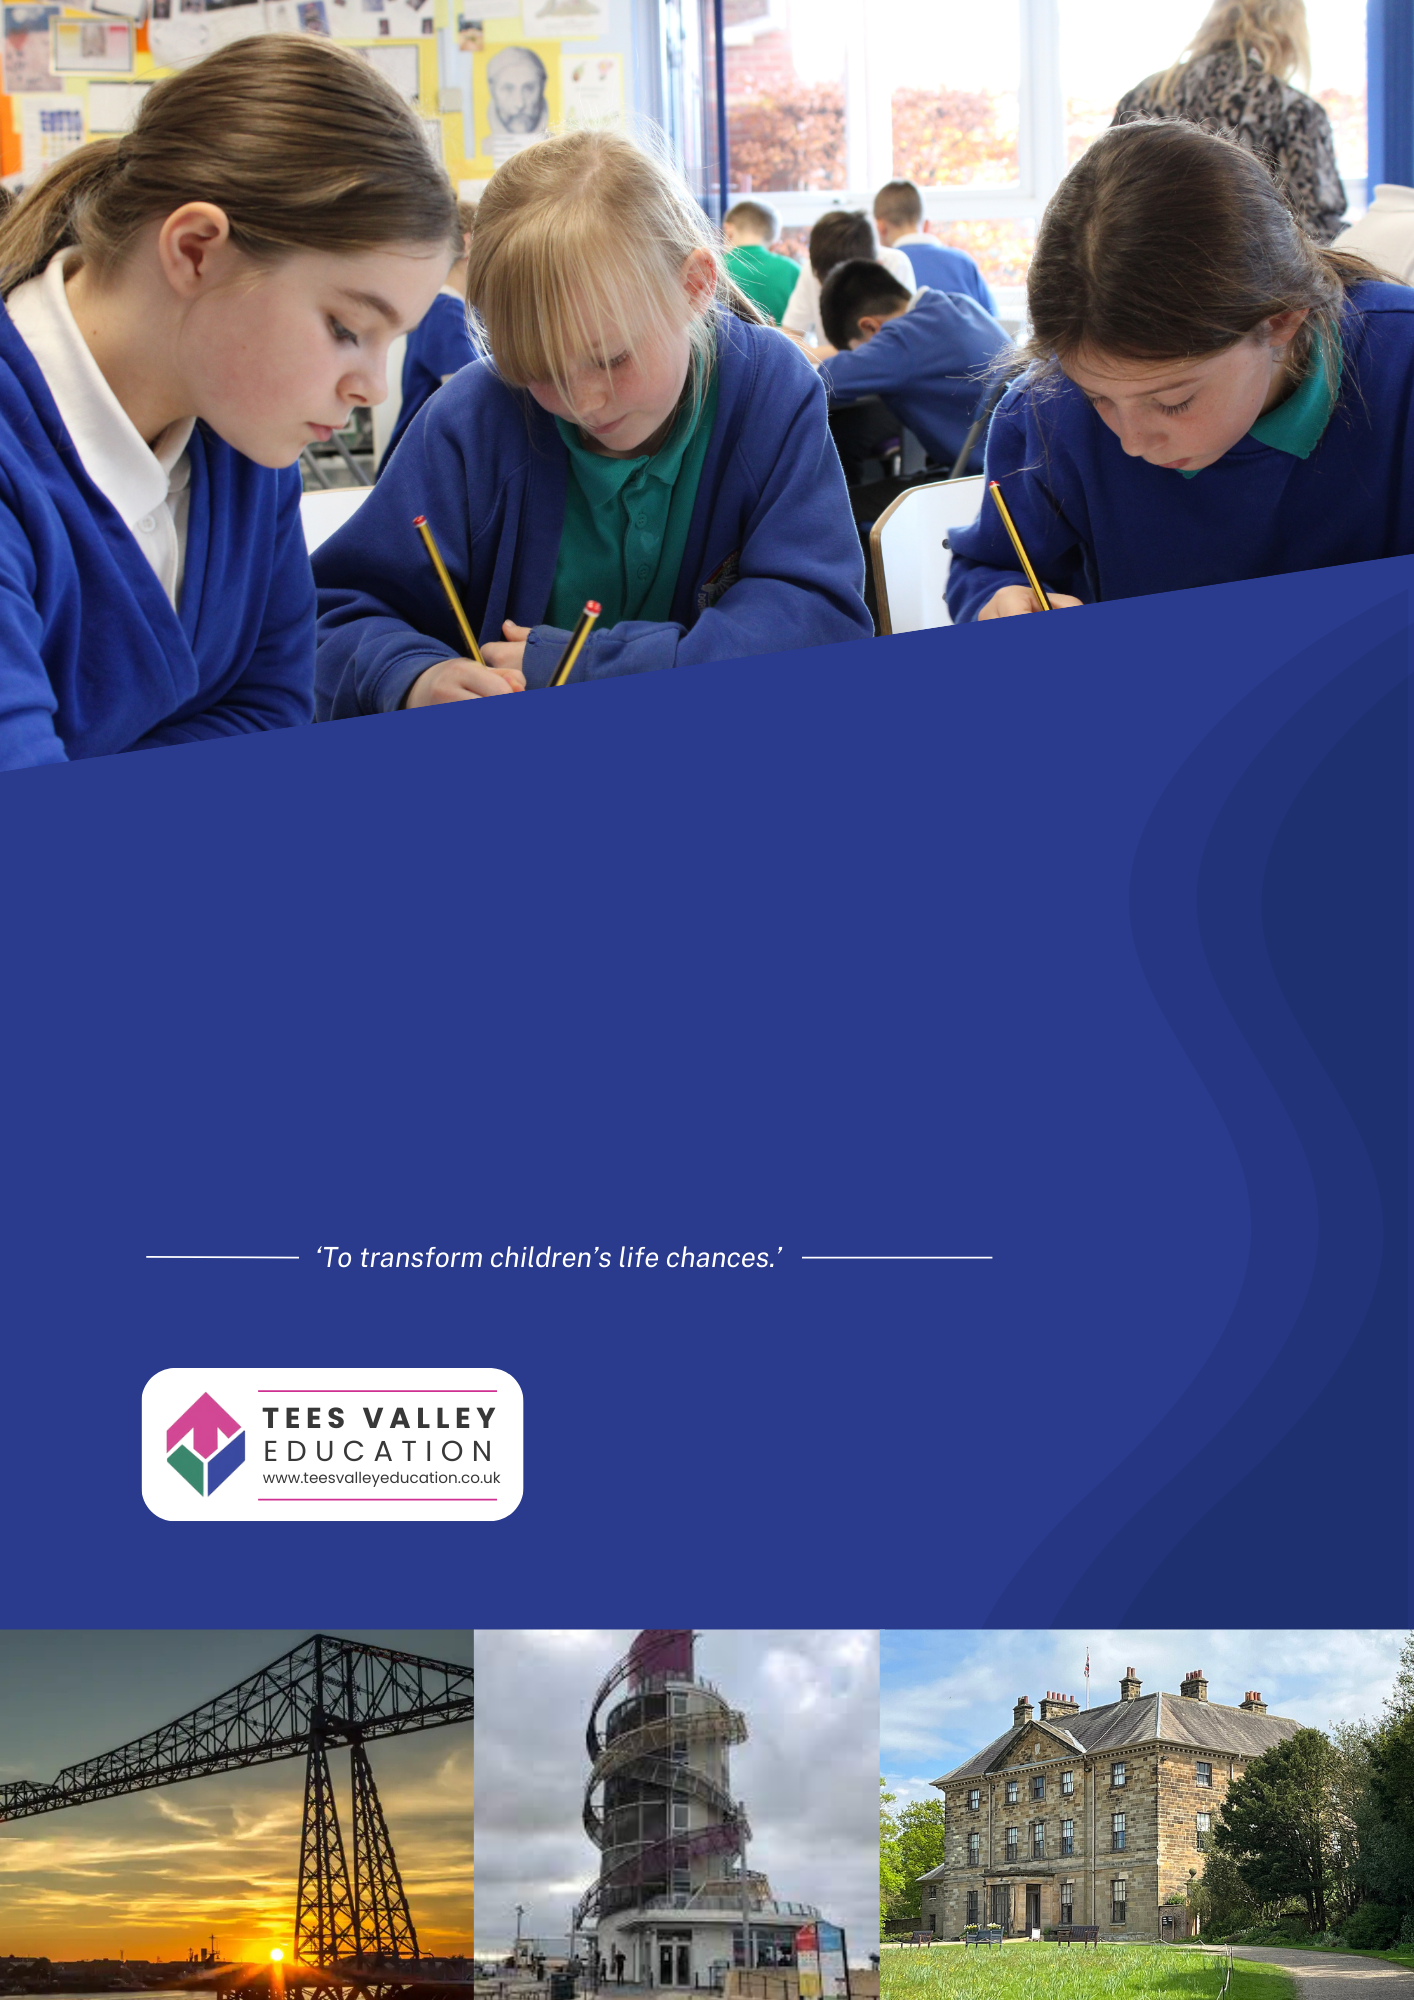 ‘To transform children’s life chances.’
TEES VALLEY
EDUCATION
www.teesvalleyeducation.co.uk